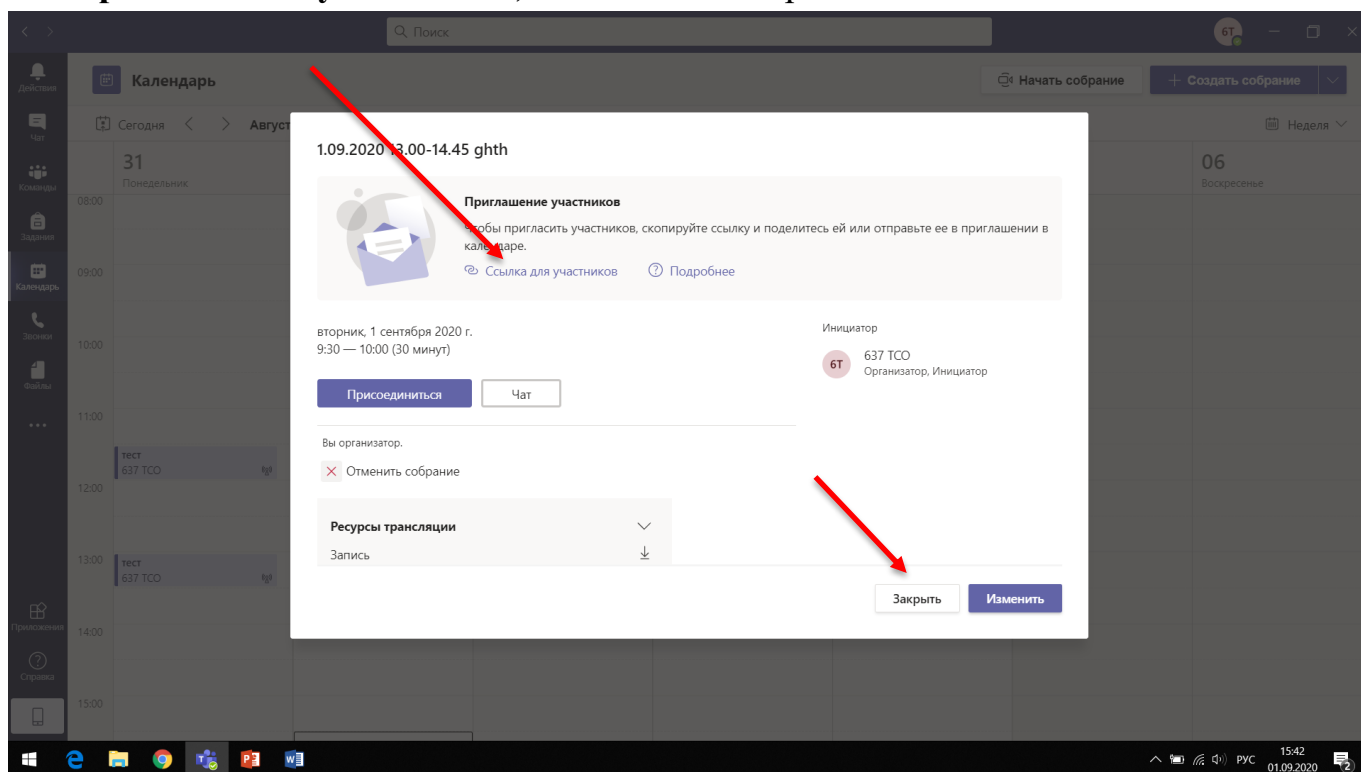 Поиск
6T
Действия
Календарь
Начать собрание
Создать собрание
Чат
Сегодня
Август
Неделя
31
Понедельник
06
Воскресенье
Команды
Задания
Календарь
Звонки
Файлы
Приложения
Справка
08:00
09:00
10:00
11:00
12:00
13:00
14:00
15:00
тест
637 ТСО
тест
637 ТСО
1.09.2020 13.00-14.45 ghth
Приглашение участников
Чтобы пригласить участников, скопируйте ссылку и поделитесь ей или отправьте ее в приглашении в
календаре.
Ссылка для участников
Подробнее
вторник, 1 сентября 2020 г.
9:30 — 10:00 (30 минут)
Инициатор
6T
637 ТСО
Организатор, Инициатор
Присоединиться
Чат
Вы организатор.
Отменить собрание
Ресурсы трансляции
Запись
Закрыть
Изменить
РУС
15:42
01.09.2020
2